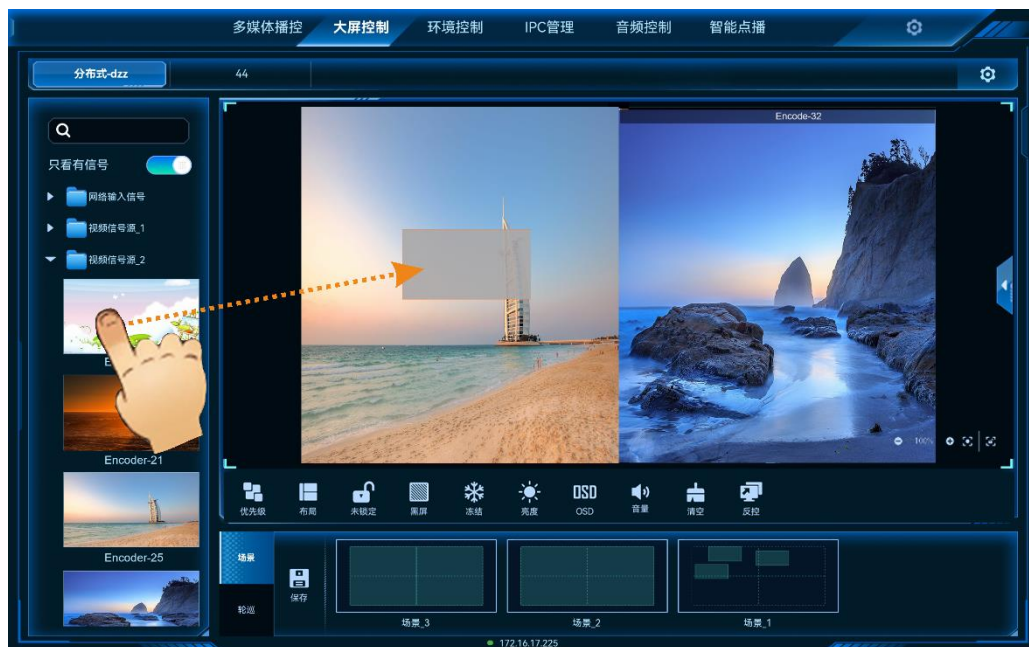 多媒体播控 大屏控制 环境控制 IPC管理 音频控制 智能点播
分布式-dzz 44
只看有信号
网络输入信号
视频信号源_1
视频信号源_2
Encoder-21
Encoder-25
Encode-32
100%
优先级 布局 未锁定 黑屏 冻结 亮度 OSD OSD 音量 清空 反控
场景
轮巡
保存
场景_3 场景_2 场景_1
172.16.17.225